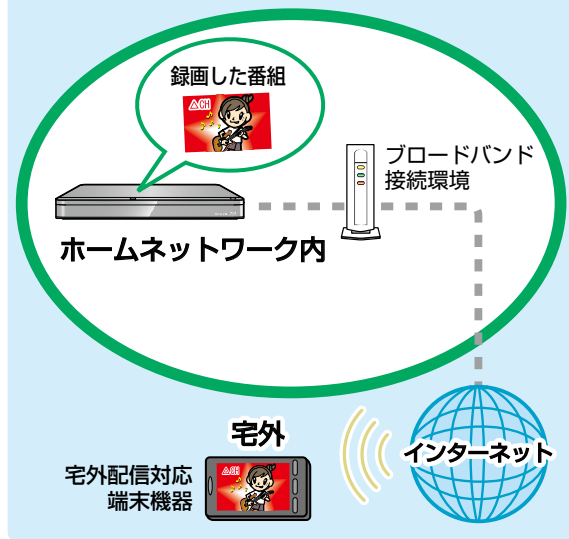 録画した番組
△CH
ブロードバンド
接続環境
ホームネットワーク内
宅外
インターネット
宅外配信対応
端末機器
△CH